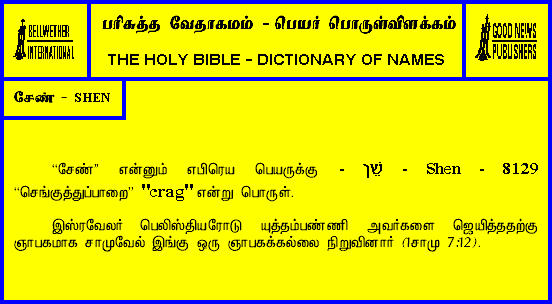 BELLWETHER
INTERNATIONAL
பரிசுத்த வேதாகமம் - பெயர் பொருள்விளக்கம்
THE HOLY BIBLE - DICTIONARY OF NAMES
GOOD NEWS
PUBLISHERS
சேண் - SHEN
“சேண்” என்னும் எபிரெய பெயருக்கு - שֵׁן - Shen - 8129
“செங்குத்துப்பாறை” "crag" என்று பொருள்.
இஸ்ரவேலர் பெலிஸ்தியரோடு யுத்தம்பண்ணி அவர்களை ஜெயித்ததற்கு
ஞாபகமாக சாமுவேல் இங்கு ஒரு ஞாபகக்கல்லை நிறுவினார் (1சாமு 7:12).